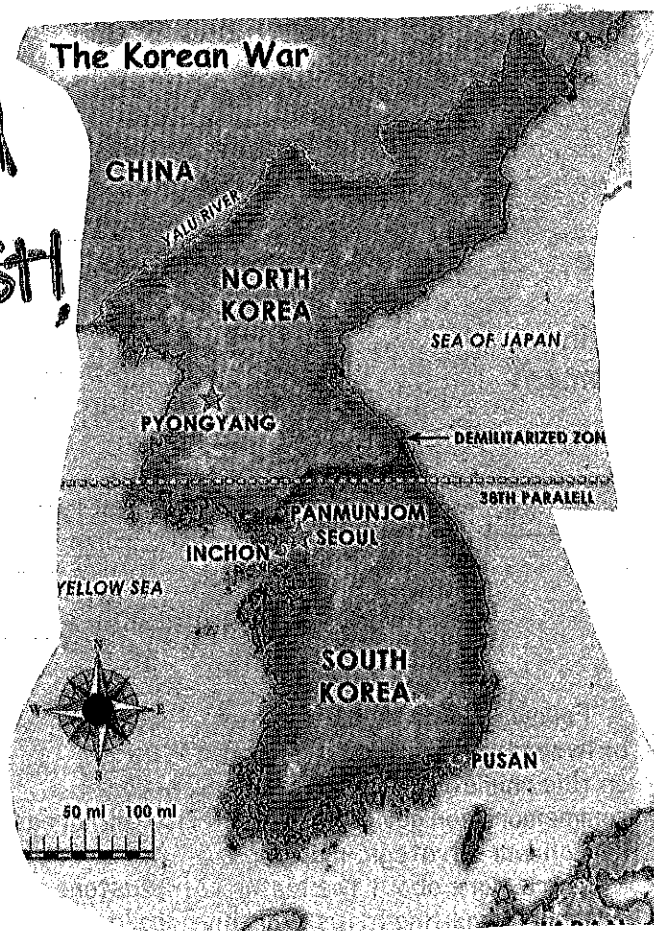 The Korean War
CHINA
YALU RIVER
NORTH
KOREA
SEA OF JAPAN
PYONGYANG
DEMILITARIZED ZON
38TH PARALELL
PANMUNJOM
SEOUL
INCHON
YELLOW SEA
N
W E
S
SOUTH
KOREA
PUSAN
50 mi 100 mi